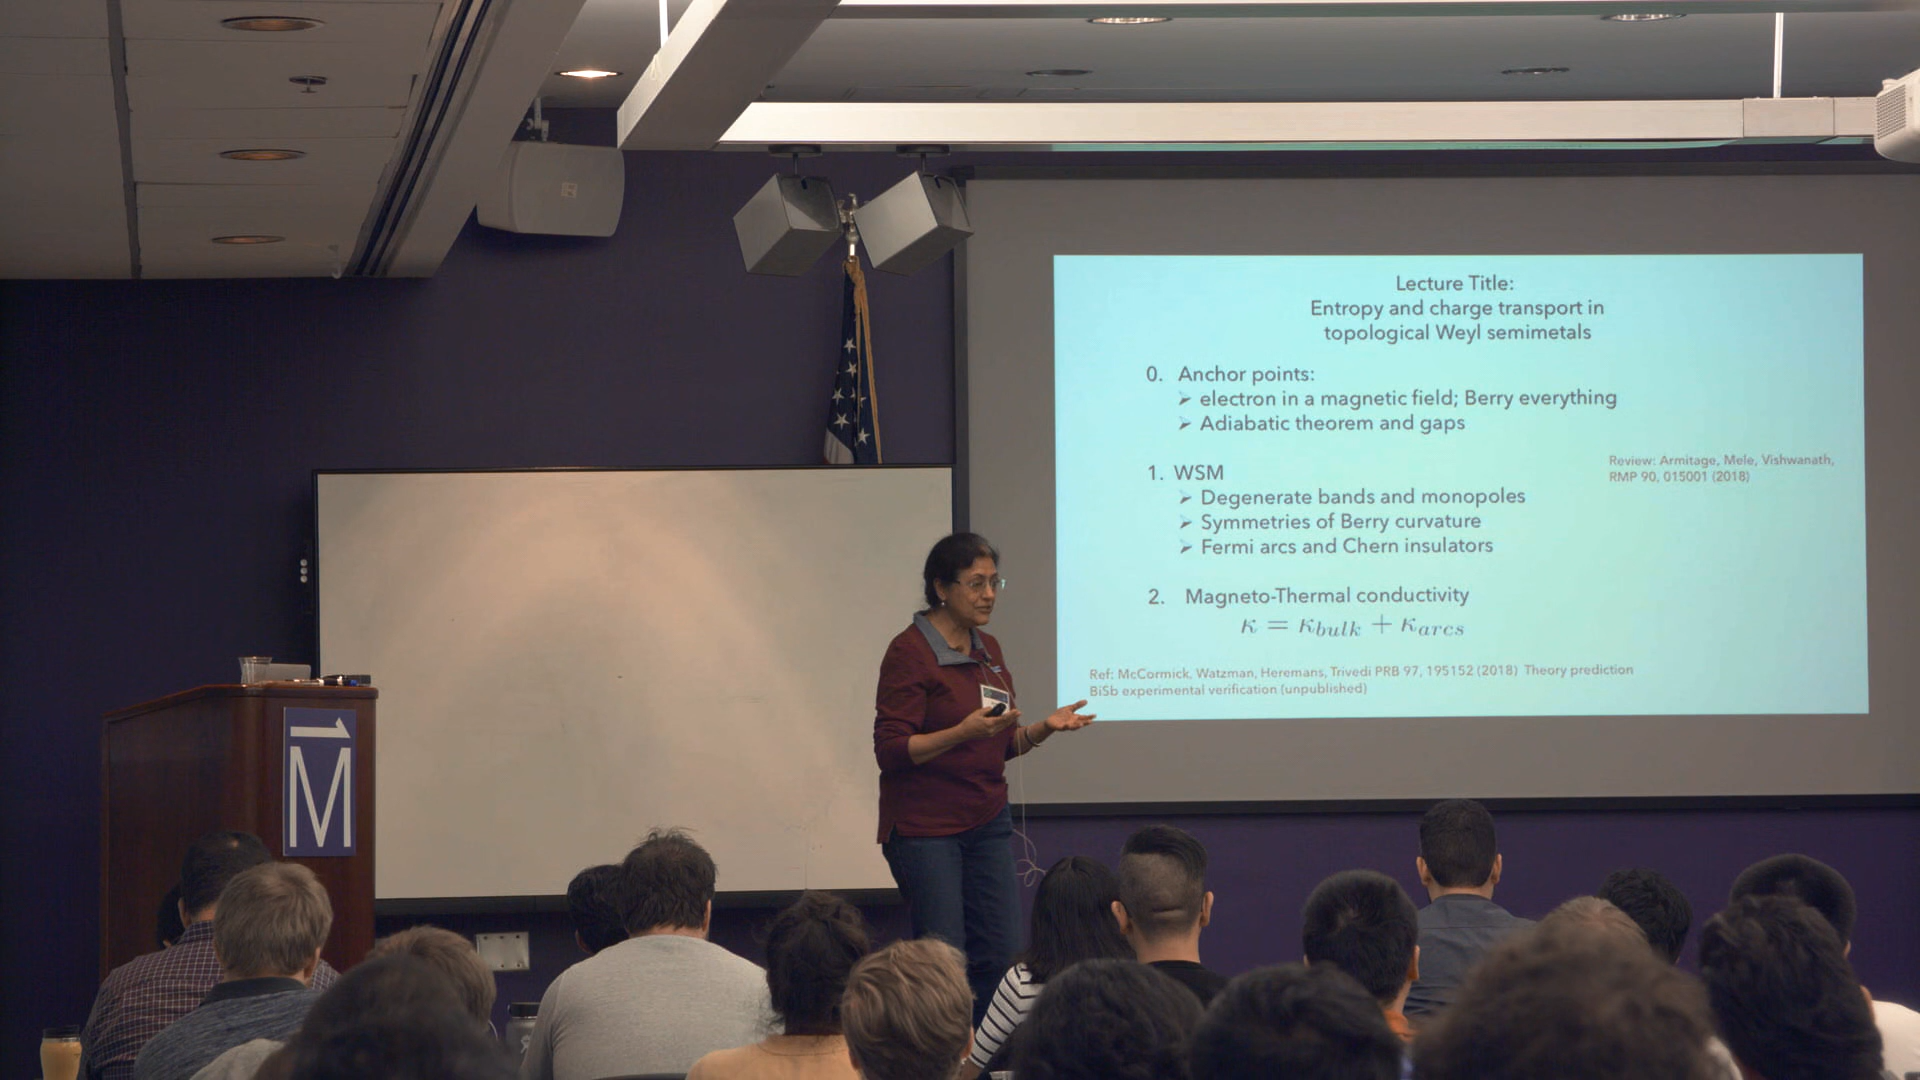 Lecture Title:
Entropy and charge transport in
topological Weyl semimetals
0. Anchor points:
➢ electron in a magnetic field; Berry everything
➢ Adiabatic theorem and gaps
1. WSM
➢ Degenerate bands and monopoles
➢ Symmetries of Berry curvature
➢ Fermi arcs and Chern insulators
Review: Armitage, Mele, Vishwanath,
RMP 90, 015001 (2018)
2. Magneto-Thermal conductivity
κ = κbulk + κarcs
Ref: McCormick, Watzman, Heremans, Trivedi PRB 97, 195152 (2018) Theory prediction
BiSb experimental verification (unpublished)
M